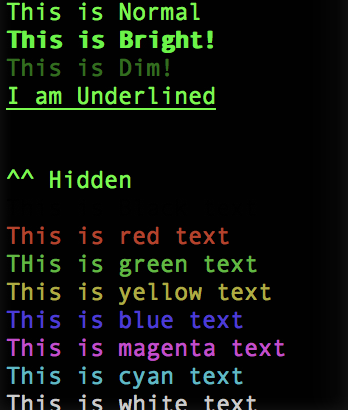 This is Normal
This is Bright!
This is Dim!
I am Underlined
^^ Hidden
This is red text
THis is green text
This is yellow text
This is blue text
This is magenta text
This is cyan text
This is white text